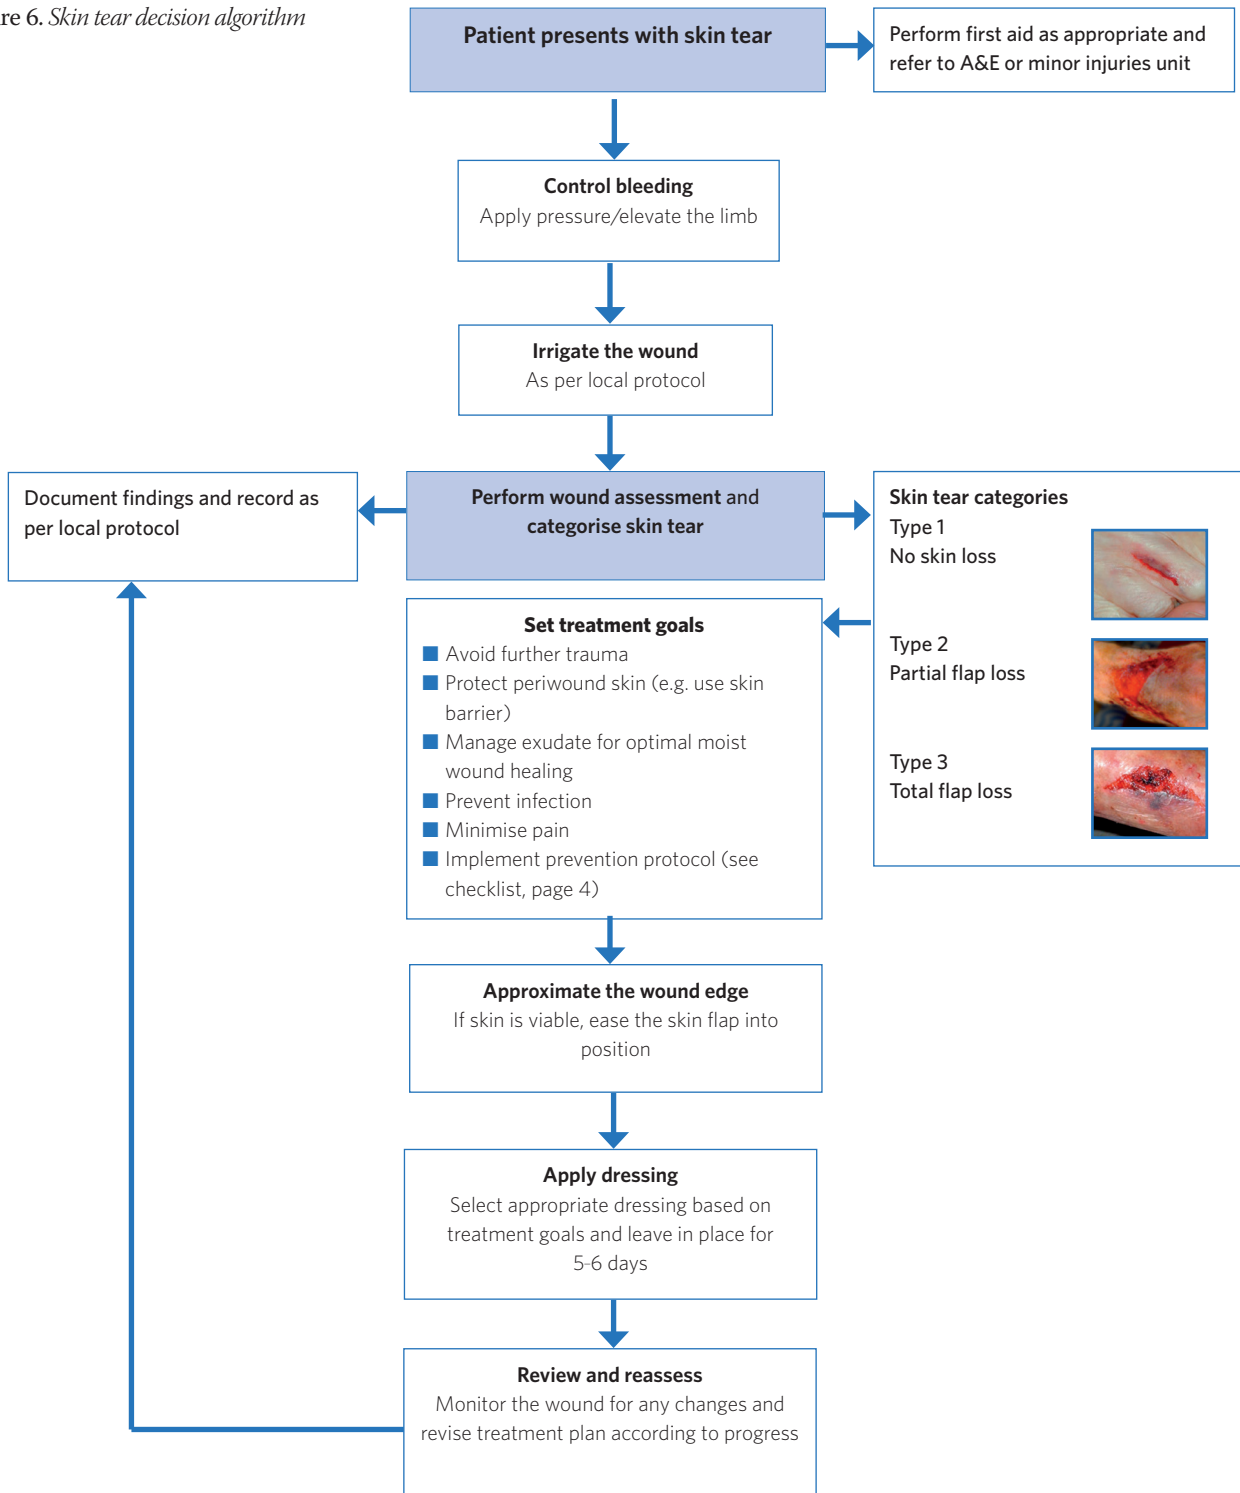 re 6. Skin tear decision algorithm
Patient presents with skin tear
Perform first aid as appropriate and
refer to A&E or minor injuries unit
Control bleeding
Apply pressure/elevate the limb
Irrigate the wound
As per local protocol
Document findings and record as
per local protocol
Perform wound assessment and
categorise skin tear
Skin tear categories
Type 1
No skin loss
Type 2
Partial flap loss
Type 3
Total flap loss
Set treatment goals
Avoid further trauma
Protect periwound skin (e.g. use skin
barrier)
Manage exudate for optimal moist
wound healing
Prevent infection
Minimise pain
Implement prevention protocol (see
checklist, page 4)
Approximate the wound edge
If skin is viable, ease the skin flap into
position
Apply dressing
Select appropriate dressing based on
treatment goals and leave in place for
5-6 days
Review and reassess
Monitor the wound for any changes and
revise treatment plan according to progress